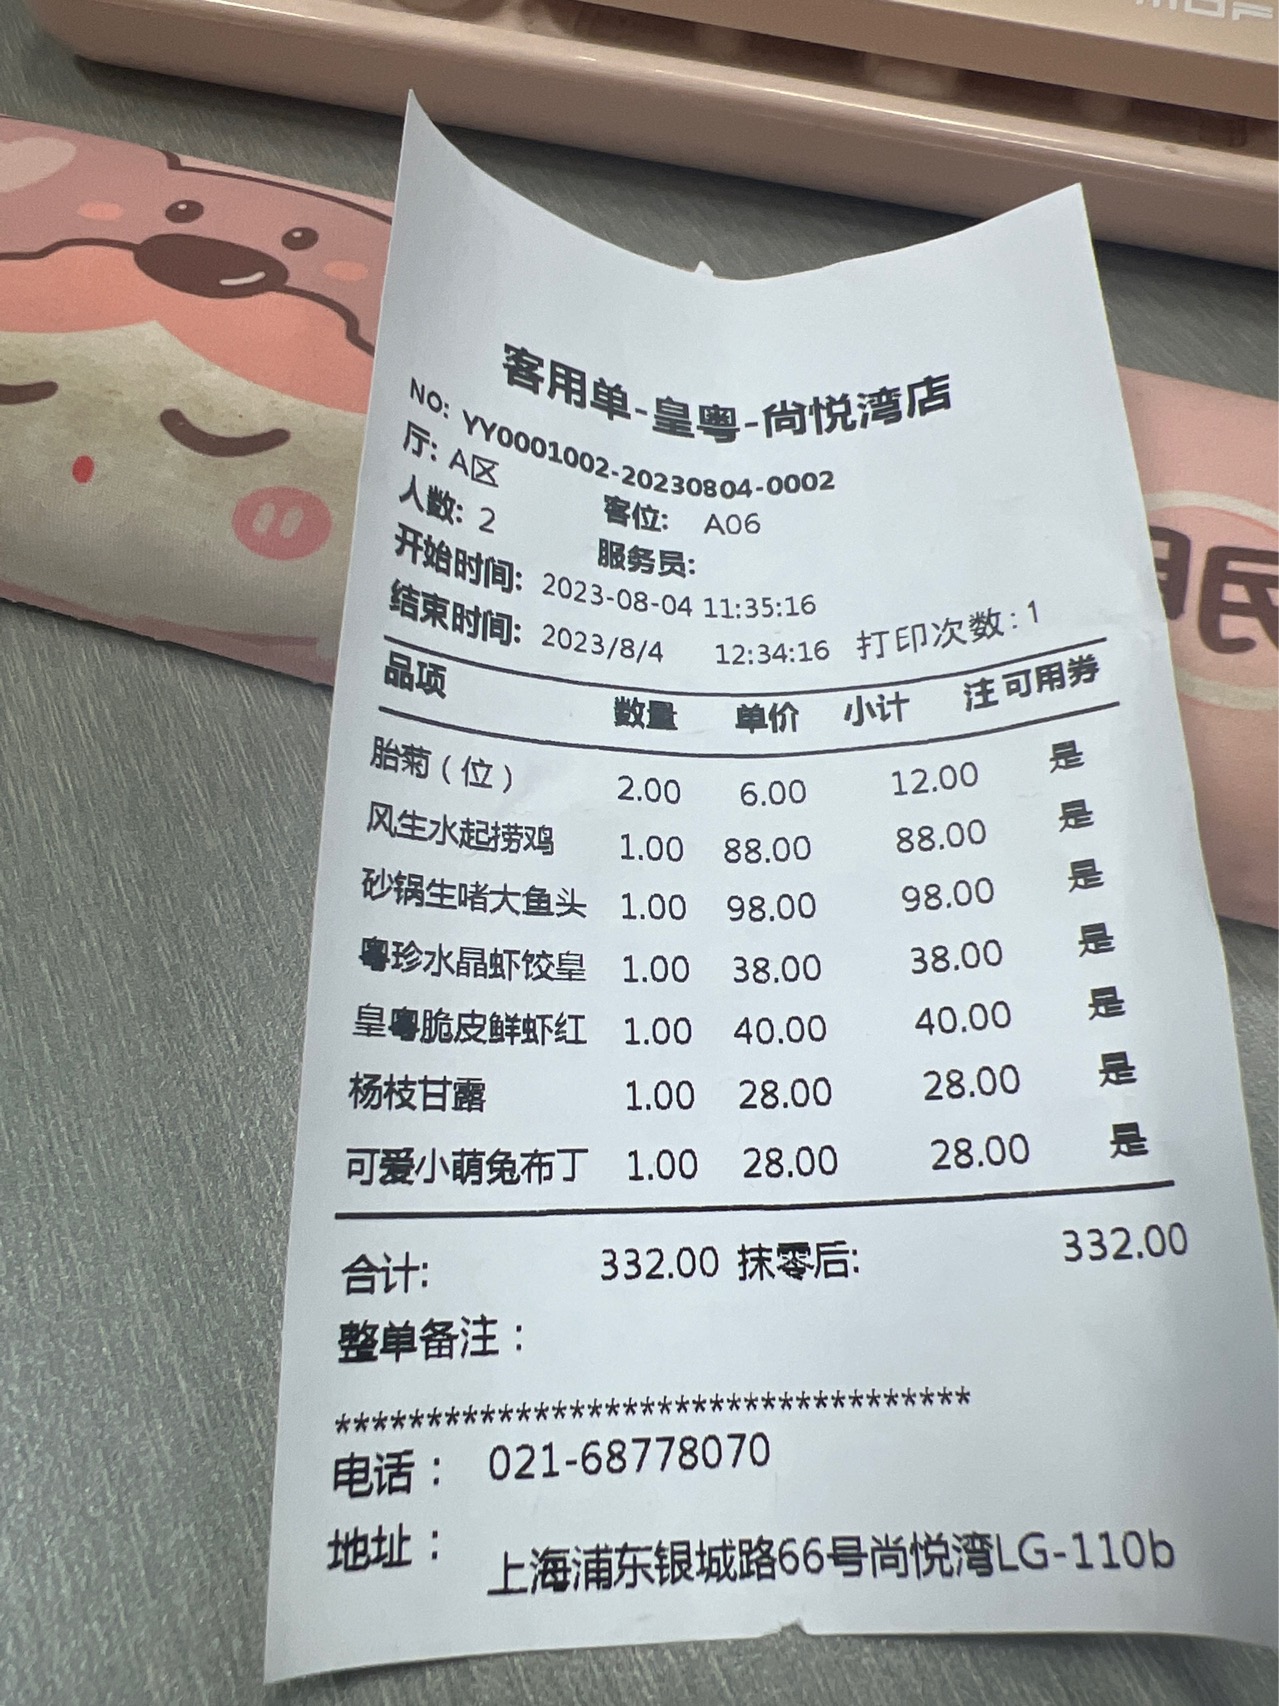 客用单-皇粤-尚悦湾店
NO: YY0001002-20230804-0002
厅: A区 客位: A06
人数: 2 服务员:
开始时间: 2023-08-04 11:35:16
结束时间: 2023/8/4 12:34:16 打印次数: 1
品项 数量 单价 小计 注 可用券
胎菊（位） 2.00 6.00 12.00 是
风生水起捞鸡 1.00 88.00 88.00 是
砂锅生啫大鱼头 1.00 98.00 98.00 是
粤珍水晶虾饺皇 1.00 38.00 38.00 是
皇粤脆皮鲜虾红 1.00 40.00 40.00 是
杨枝甘露 1.00 28.00 28.00 是
可爱小萌兔布丁 1.00 28.00 28.00 是
合计: 332.00 抹零后: 332.00
整单备注：
电话： 021-68778070
地址： 上海浦东银城路66号尚悦湾LG-110b